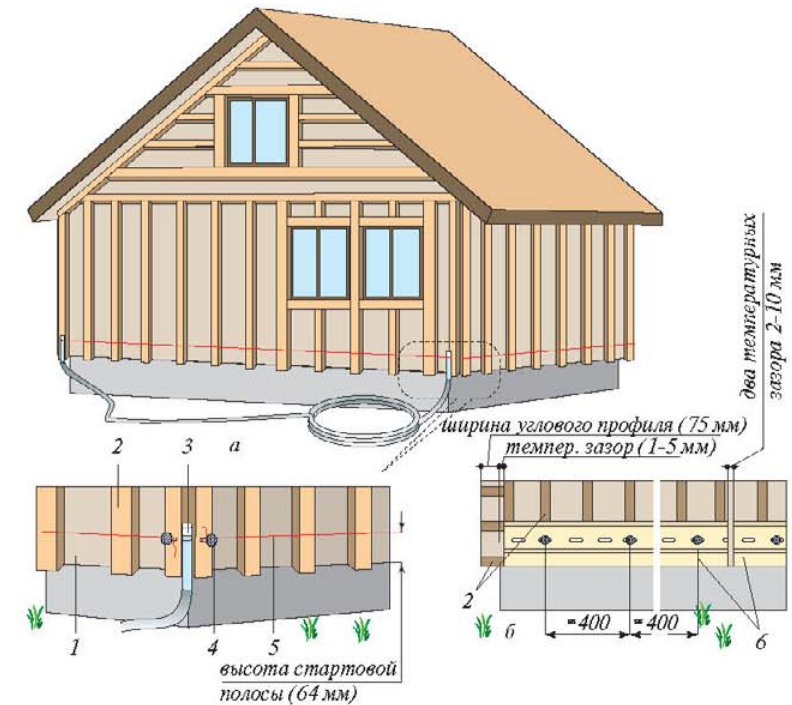 два температурных
зазора 2-10 мм
ширина углового профиля (75 мм)
темпер. зазор (1-5 мм)
1
2
3
а
4
5
высота стартовой
полосы (64 мм)
2
б
≈400
≈400
6